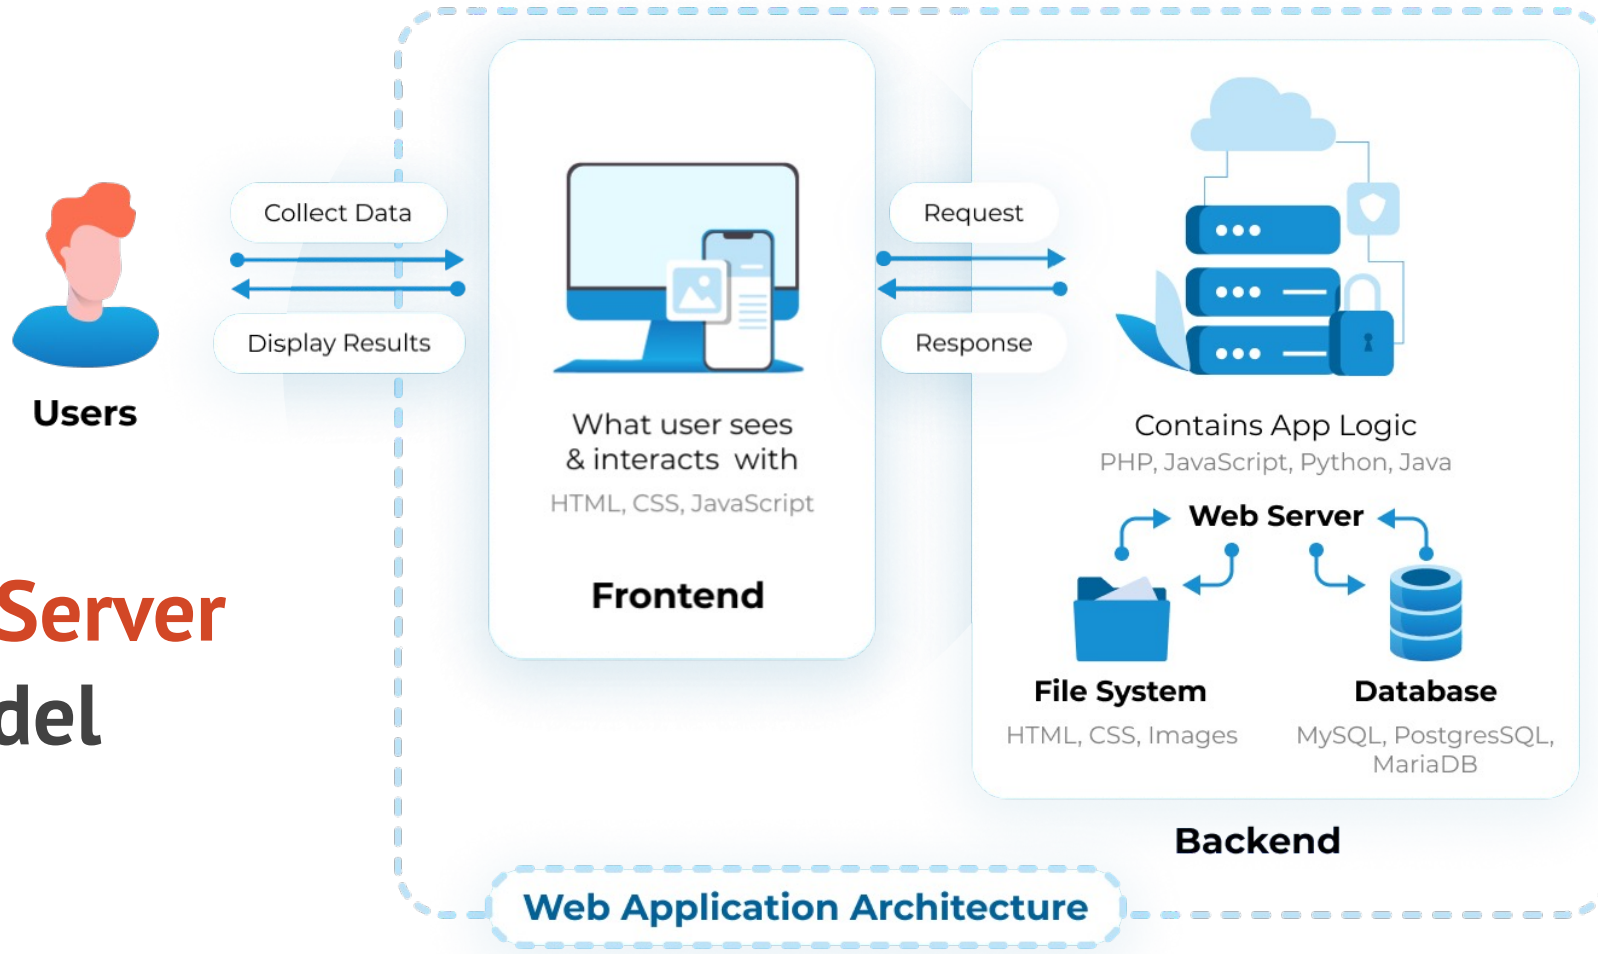 Collect Data
Display Results
Users
Server
del
What user sees
& interacts with
HTML, CSS, JavaScript
Frontend
Request
Response
Contains App Logic
PHP, JavaScript, Python, Java
Web Server
File System
HTML, CSS, Images
Database
MySQL, PostgresSQL,
MariaDB
Backend
Web Application Architecture